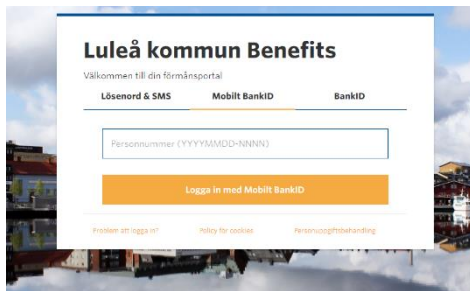 Luleå kommun Benefits
Välkommen till din förmånsportal
Lösenord & SMS Mobilt BankID BankID
Personnummer (YYYYMMDD-NNNN)
Logga in med Mobilt BankID
Problem att logga in? Policy för cookies Personuppgiftsbehandling